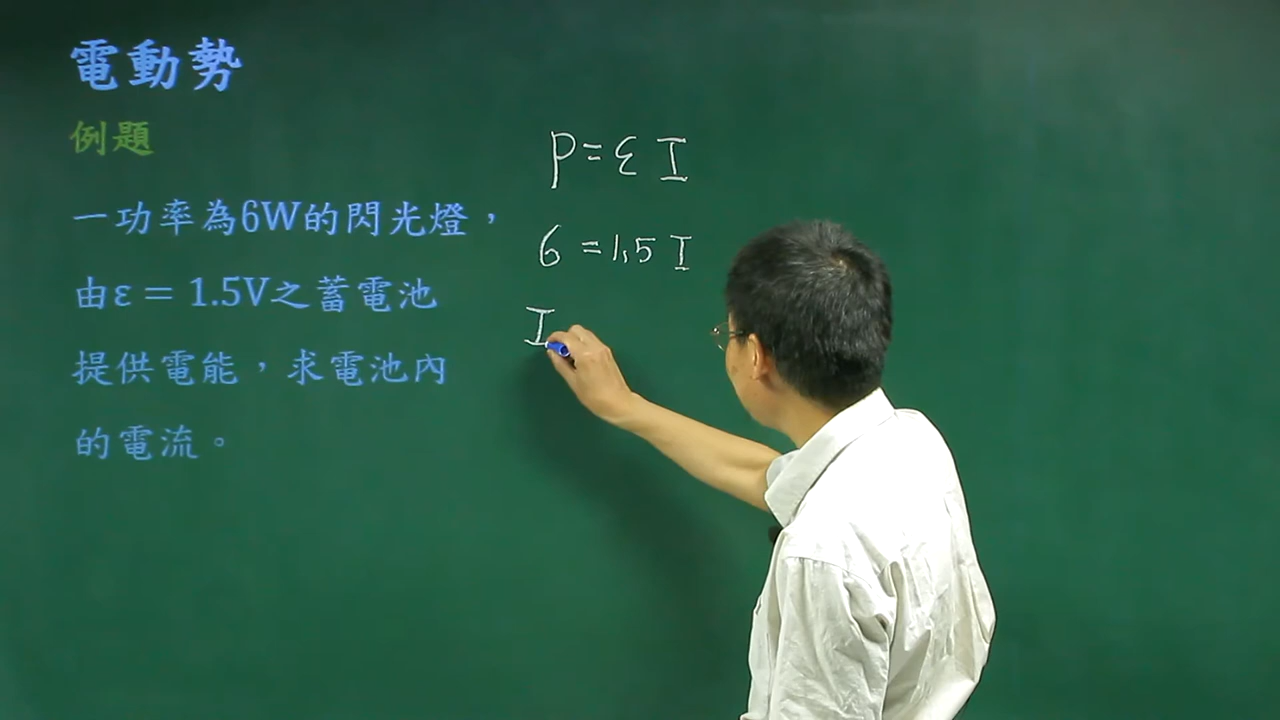 電動勢
例題
一功率為6W的閃光燈，
由ε = 1.5V之蓄電池
提供電能，求電池內
的電流。
P=εI
6=1.5I
I